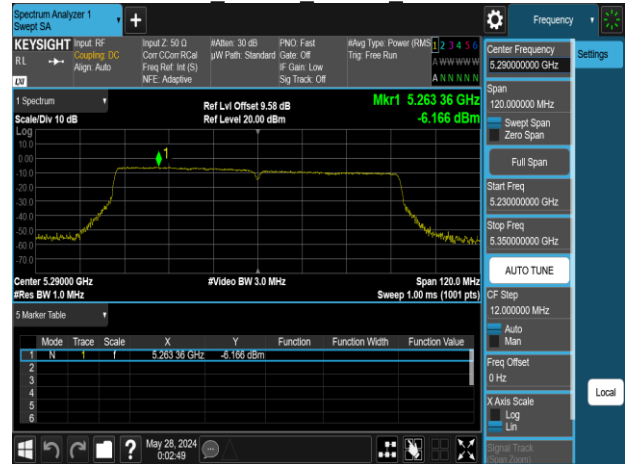 Spectrum Analyzer 1
Swept SA
Frequency
KEYSIGHT
RL
LXI
Input: RF
Coupling: DC
Align: Auto
Input Z: 50 Ω
Corr CCorr RCal
Freq Ref: Int (S)
NFE: Adaptive
#Atten: 30 dB
µW Path: Standard
PNO: Fast
Gate: Off
IF Gain: Low
Sig Track: Off
#Avg Type: Power (RMS
Trig: Free Run
1 2 3 4 5 6
A WWWWW
A N N N N N
1 Spectrum
Scale/Div 10 dB
Ref Lvl Offset 9.58 dB
Ref Level 20.00 dBm
Mkr1 5.263 36 GHz
-6.166 dBm
Log
10.0
0.00
-10.0
-20.0
-30.0
-40.0
-50.0
-60.0
-70.0
1
Center 5.29000 GHz
#Res BW 1.0 MHz
#Video BW 3.0 MHz
Span 120.0 MHz
Sweep 1.00 ms (1001 pts)
5 Marker Table
Mode Trace Scale X Y Function Function Width Function Value
1 N 1 f 5.263 36 GHz -6.166 dBm
2
3
4
5
6
May 28, 2024
0:02:49
Center Frequency
5.290000000 GHz
Span
120.000000 MHz
Swept Span
Zero Span
Full Span
Start Freq
5.230000000 GHz
Stop Freq
5.350000000 GHz
AUTO TUNE
CF Step
12.000000 MHz
Auto
Man
Freq Offset
0 Hz
X Axis Scale
Log
Lin
Signal Track
(Span Zoom)
Settings
Local